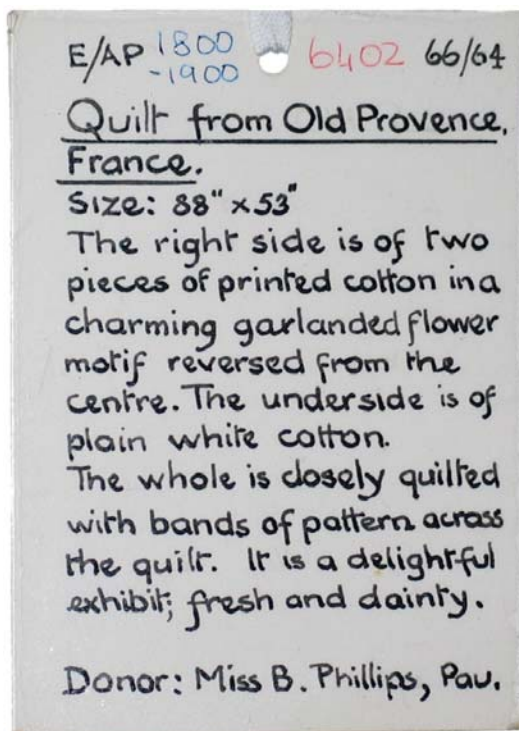 E/AP 1800 -1900 6402 66/64
Quilt from Old Provence,
France.
Size: 88" x 53"
The right side is of two
pieces of printed cotton in a
charming garlanded flower
motif reversed from the
centre. The underside is of
plain white cotton.
The whole is closely quilted
with bands of pattern across
the quilt. It is a delightful
exhibit; fresh and dainty.
Donor: Miss B. Phillips, Pau.